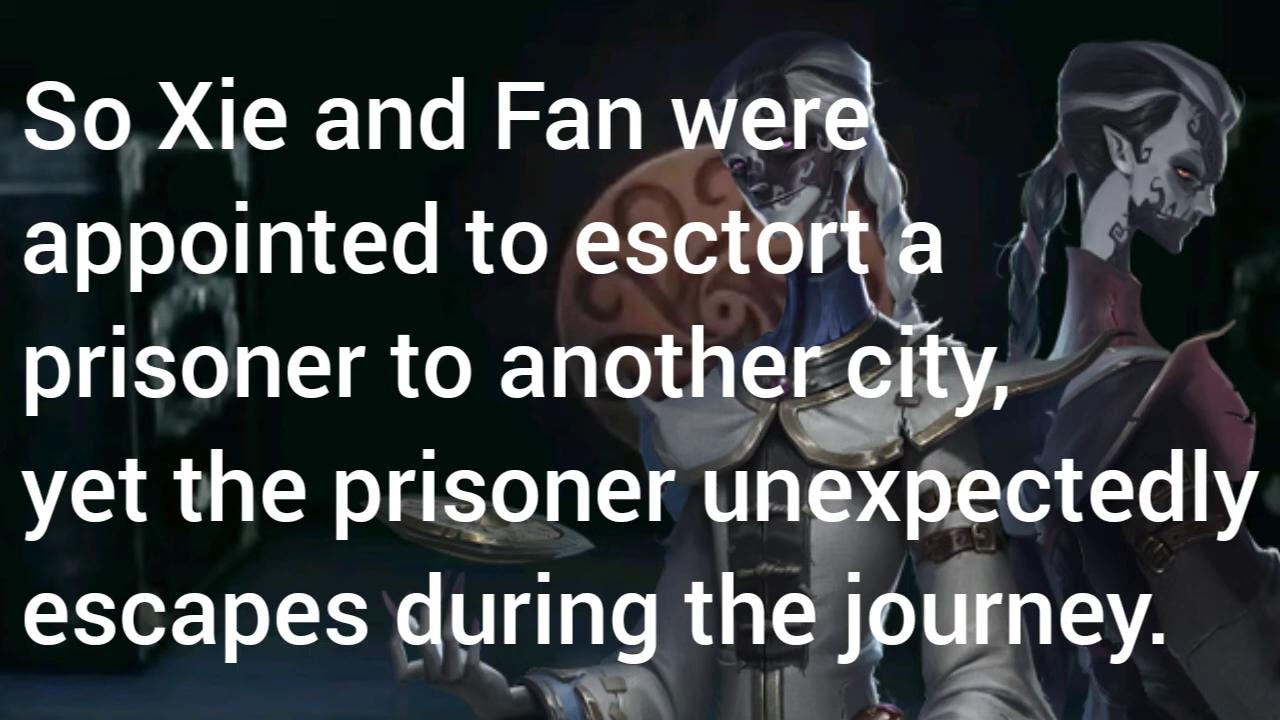 So Xie and Fan were
appointed to esctort a
prisoner to another city,
yet the prisoner unexpectedly
escapes during the journey.